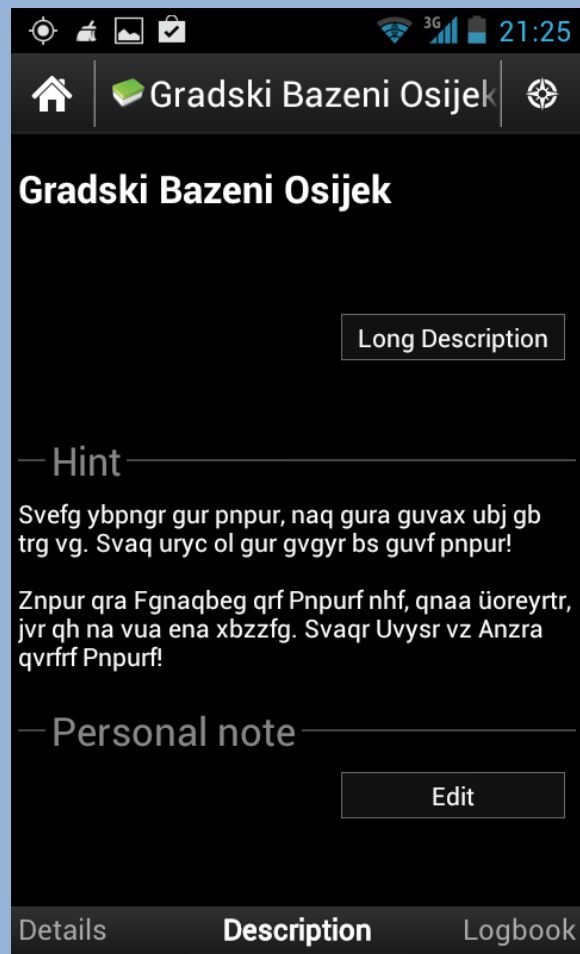 3G 21:25
Gradski Bazeni Osijek
Gradski Bazeni Osijek
Long Description
Hint
Svefg ybpngr gur pnpur, naq gura guvax ubj gb
trg vg. Svaq uryc ol gur gvgyr bs guvf pnpur!
Znpur qra Fgnaqbeg qrf Pnpurf nhf, qnaa üoreyrtr,
jvr qh na vua ena xbzzfg. Svaqr Uvysr vz Anzra
qvrfrf Pnpurf!
Personal note
Edit
Details Description Logbook